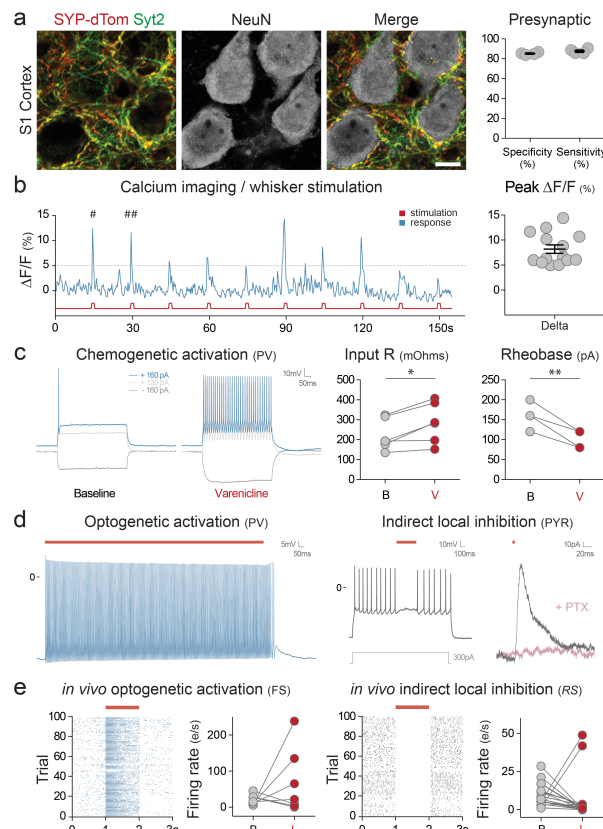 a
SYP-dTom Syt2
NeuN
Merge
Presynaptic
S1 Cortex
100
80
60
40
20
0
Specificity (%)
Sensitivity (%)
b
Calcium imaging / whisker stimulation
Peak ΔF/F (%)
# ##
stimulation
response
ΔF/F (%)
15
10
5
0
0 30 60 90 120 150s
15
10
5
0
Delta
c
Chemogenetic activation (PV)
10mV
50ms
+ 160 pA
+ 120 pA
- 160 pA
Baseline
Varenicline
Input R (mOhms)
*
500
400
300
200
100
0
B V
Rheobase (pA)
**
250
200
150
100
50
0
B V
d
Optogenetic activation (PV)
5mV
50ms
0
Indirect local inhibition (PYR)
10mV
100ms
0
300pA
10pA
20ms
+ PTX
e
in vivo optogenetic activation (FS)
in vivo indirect local inhibition (RS)
Trial
100
80
60
40
20
0
0 1 2
Firing rate (e/s)
200
100
0
Trial
100
80
60
40
20
0
0 1 2
Firing rate (e/s)
50
25
0